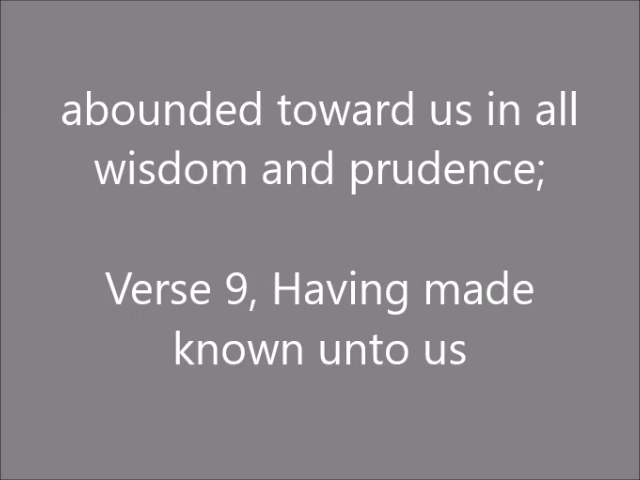 abounded toward us in all
wisdom and prudence;
Verse 9, Having made
known unto us